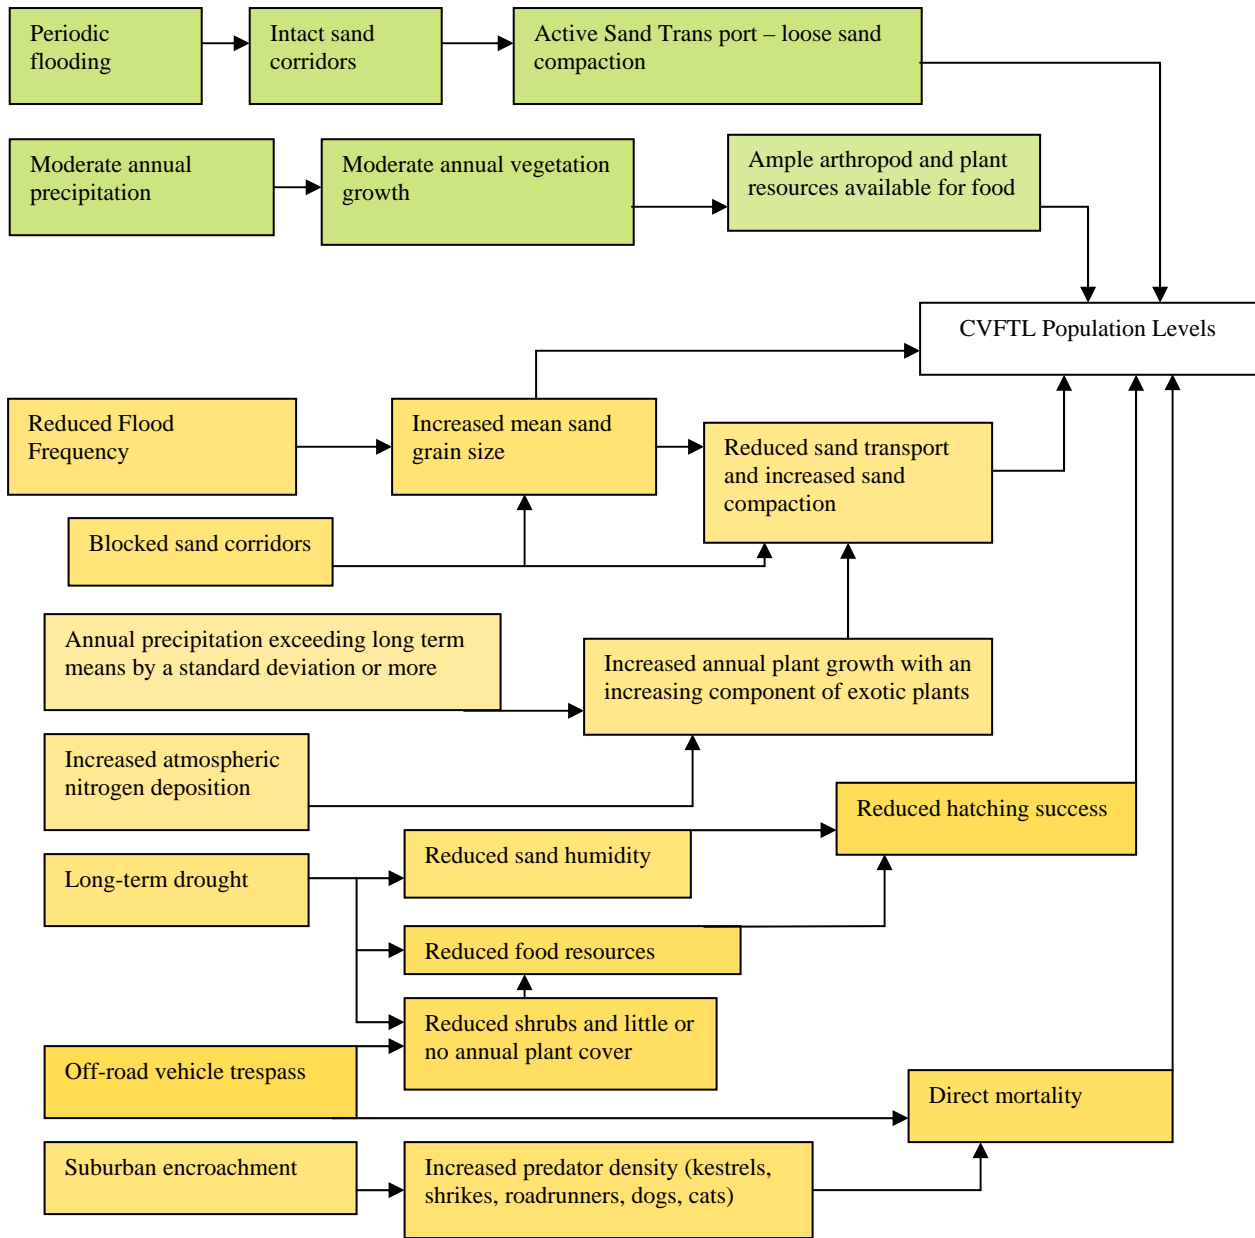 Periodic
flooding
Intact sand
corridors
Active Sand Trans port – loose sand
compaction
Moderate annual
precipitation
Moderate annual vegetation
growth
Ample arthropod and plant
resources available for food
CVFTL Population Levels
Reduced Flood
Frequency
Increased mean sand
grain size
Reduced sand transport
and increased sand
compaction
Blocked sand corridors
Annual precipitation exceeding long term
means by a standard deviation or more
Increased annual plant growth with an
increasing component of exotic plants
Increased atmospheric
nitrogen deposition
Reduced hatching success
Reduced sand humidity
Long-term drought
Reduced food resources
Reduced shrubs and little or
no annual plant cover
Off-road vehicle trespass
Direct mortality
Suburban encroachment
Increased predator density (kestrels,
shrikes, roadrunners, dogs, cats)